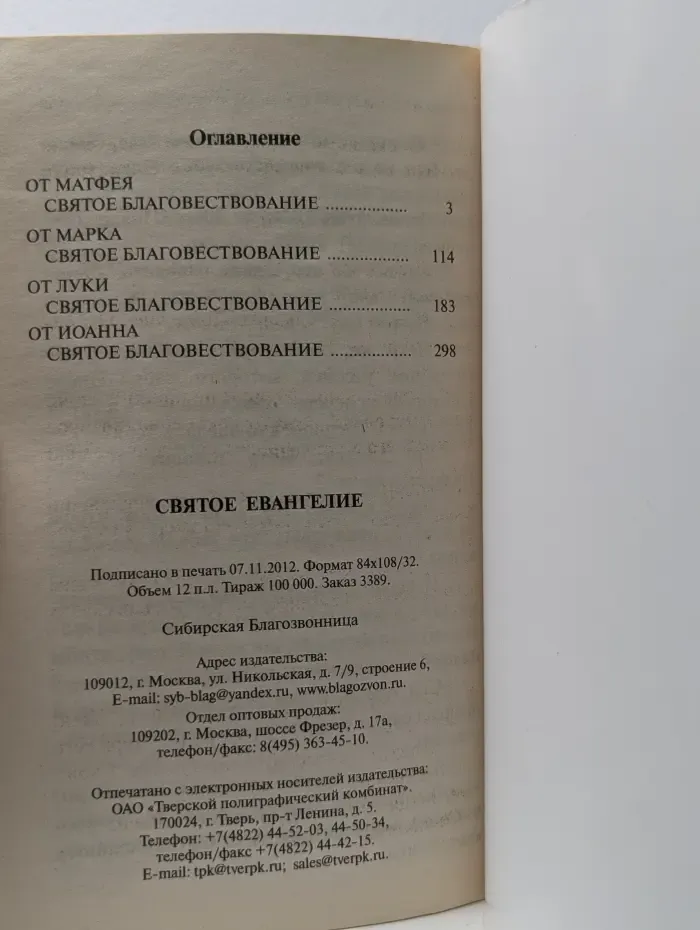 Оглавление
ОТ МАТФЕЯ
СВЯТОЕ БЛАГОВЕСТВОВАНИЕ .................. 3
ОТ МАРКА
СВЯТОЕ БЛАГОВЕСТВОВАНИЕ .................. 114
ОТ ЛУКИ
СВЯТОЕ БЛАГОВЕСТВОВАНИЕ .................. 183
ОТ ИОАННА
СВЯТОЕ БЛАГОВЕСТВОВАНИЕ .................. 298
СВЯТОЕ ЕВАНГЕЛИЕ
Подписано в печать 07.11.2012. Формат 84х108/32.
Объем 12 п.л. Тираж 100 000. Заказ 3389.
Сибирская Благозвонница
Адрес издательства:
109012, г. Москва, ул. Никольская, д. 7/9, строение 6,
E-mail: syb-blag@yandex.ru, www.blagozvon.ru.
Отдел оптовых продаж:
109202, г. Москва, шоссе Фрезер, д. 17а,
телефон/факс: 8(495) 363-45-10.
Отпечатано с электронных носителей издательства:
ОАО «Тверской полиграфический комбинат».
170024, г. Тверь, пр-т Ленина, д. 5.
Телефон: +7(4822) 44-52-03, 44-50-34,
телефон/факс +7(4822) 44-42-15.
E-mail: tpk@tverpk.ru; sales@tverpk.ru.